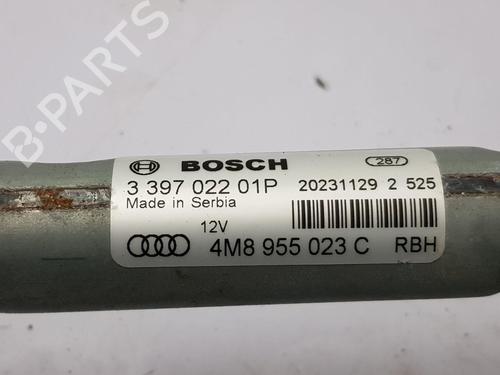 B-PARTS
BOSCH
287
3 397 022 01P
20231129 2 525
Made in Serbia
12V
4M8 955 023 C
RBH